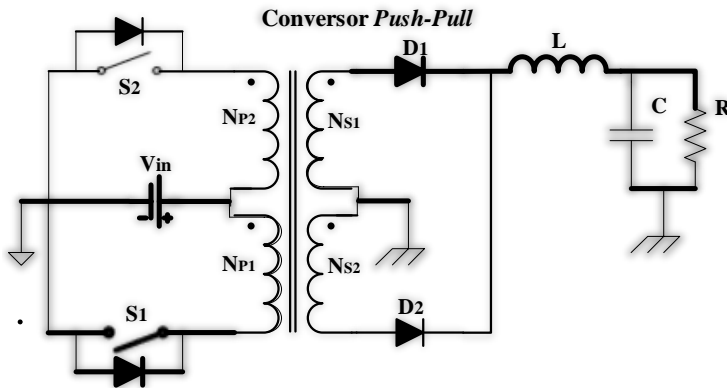 Conversor Push-Pull
S2
NP2
NS1
D1
L
C
R
Vin
- +
NP1
NS2
S1
D2